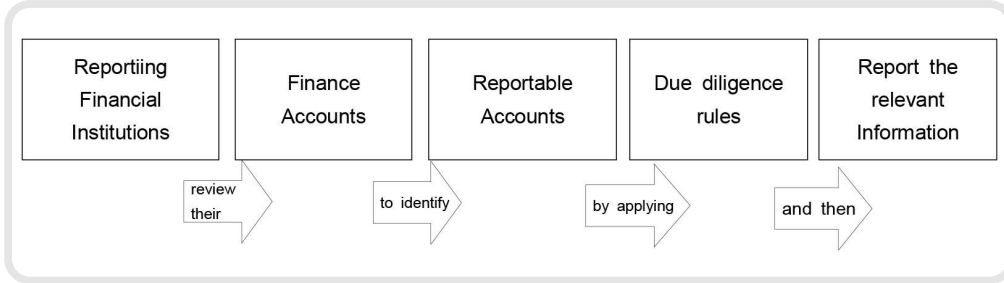 Reportiing
Financial
Institutions
Finance
Accounts
Reportable
Accounts
Due diligence
rules
Report the
relevant
Information
review
their
to identify
by applying
and then